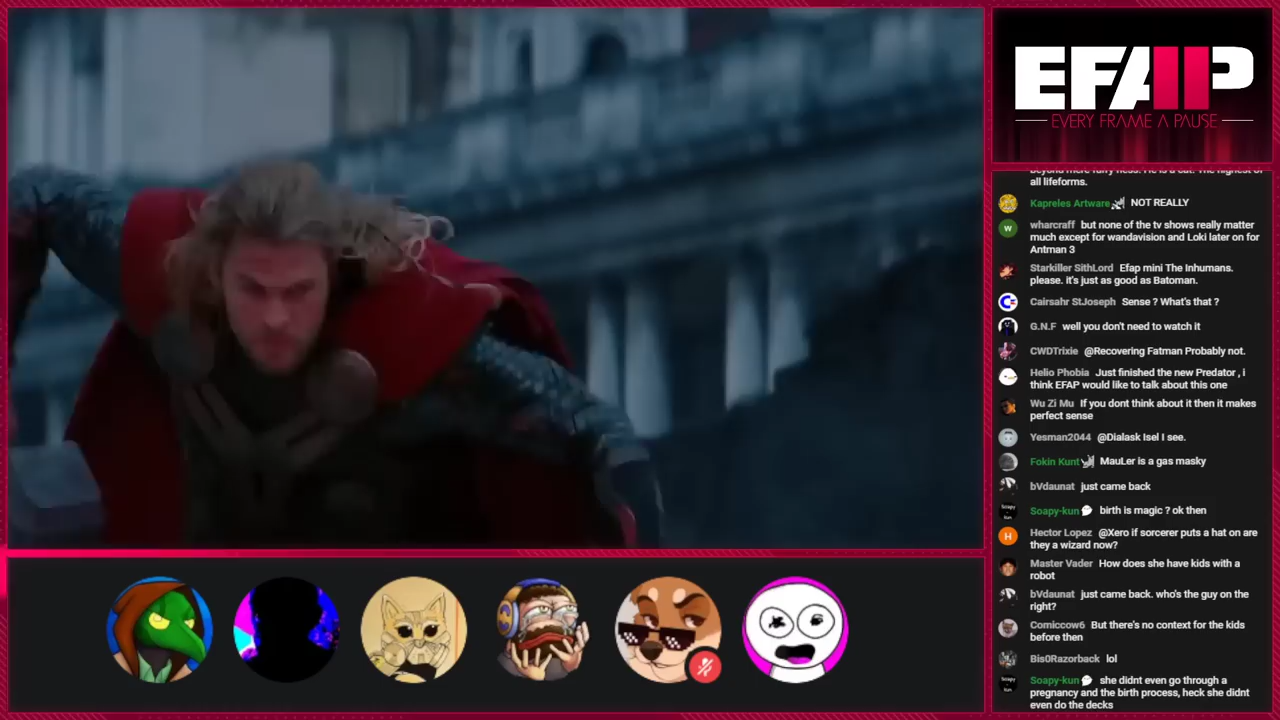 EFAP
EVERY FRAME A PAUSE
all lifeforms.
Kapreles Artware NOT REALLY
wharcraff but none of the tv shows really matter
much except for wandavision and Loki later on for
Antman 3
Starkiller SithLord Efap mini The Inhumans.
please. it's just as good as Batoman.
Cairsahr StJoseph Sense ? What's that ?
G.N.F well you don't need to watch it
CWDTrixie @Recovering Fatman Probably not.
Helio Phobia Just finished the new Predator , i
think EFAP would like to talk about this one
Wu Zi Mu If you dont think about it then it makes
perfect sense
Yesman2044 @Dialask Isel I see.
Fokin Kunt MauLer is a gas masky
bVdaunat just came back
Soapy-kun birth is magic ? ok then
Hector Lopez @Xero if sorcerer puts a hat on are
they a wizard now?
Master Vader How does she have kids with a
robot
bVdaunat just came back. who's the guy on the
right?
Comiccow6 But there's no context for the kids
before then
Bis0Razorback lol
Soapy-kun she didnt even go through a
pregnancy and the birth process, heck she didnt
even do the decks